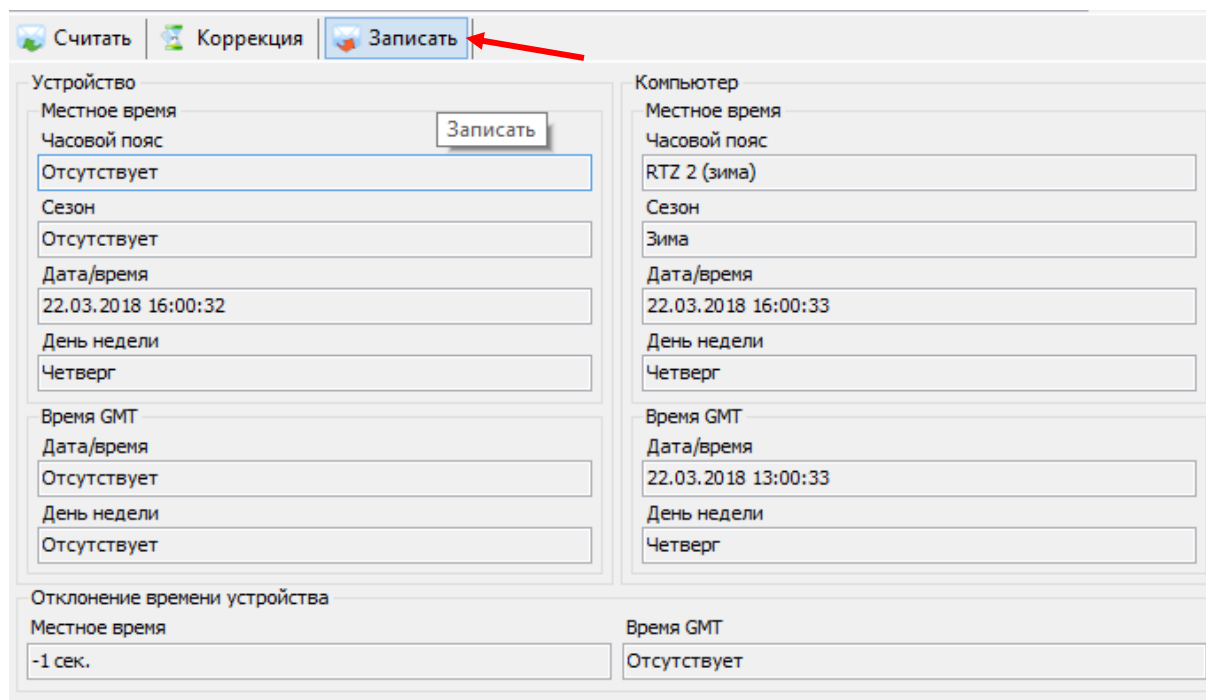 Считать Коррекция Записать
Устройство
Местное время
Записать
Часовой пояс
Отсутствует
Сезон
Отсутствует
Дата/время
22.03.2018 16:00:32
День недели
Четверг
Время GMT
Дата/время
Отсутствует
День недели
Отсутствует
Компьютер
Местное время
Часовой пояс
RTZ 2 (зима)
Сезон
Зима
Дата/время
22.03.2018 16:00:33
День недели
Четверг
Время GMT
Дата/время
22.03.2018 13:00:33
День недели
Четверг
Отклонение времени устройства
Местное время
-1 сек.
Время GMT
Отсутствует